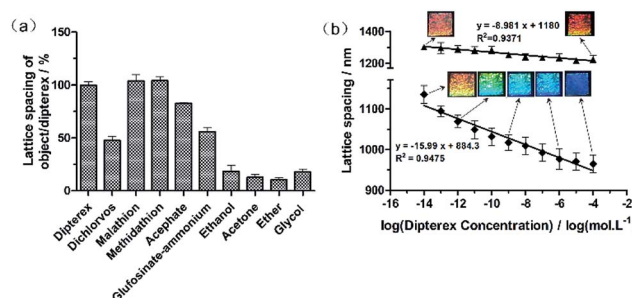 (a)
Lattice spacing of
object/dipterex / %
150
100
50
0
Dipterex
Dichlorvos
Malathion
Methidathion
Acephate
Glufosinate-ammonium
Ethanol
Acetone
Ether
Glycol
(b)
Lattice spacing / nm
1400
1300
1200
1100
1000
900
y = -8.981 x + 1180
R²=0.9371
y = -15.99 x + 884.3
R² = 0.9475
-16 -14 -12 -10 -8 -6 -4 -2
log(Dipterex Concentration) / log(mol.L⁻¹